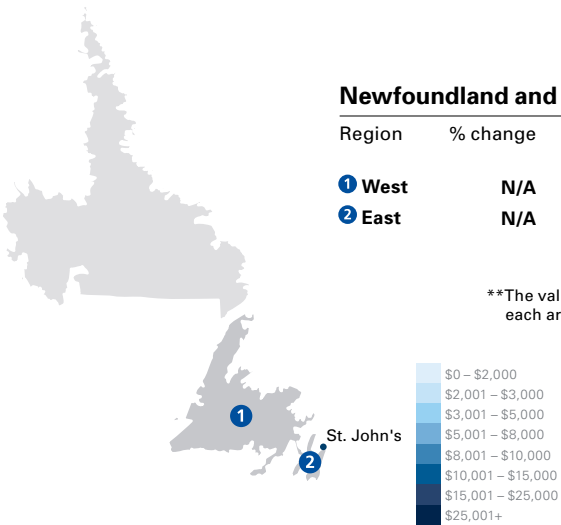 Newfoundland and
Region % change
1 West N/A
2 East N/A
**The val
each ar
1
St. John's
2
$0 – $2,000
$2,001 – $3,000
$3,001 – $5,000
$5,001 – $8,000
$8,001 – $10,000
$10,001 – $15,000
$15,001 – $25,000
$25,001+